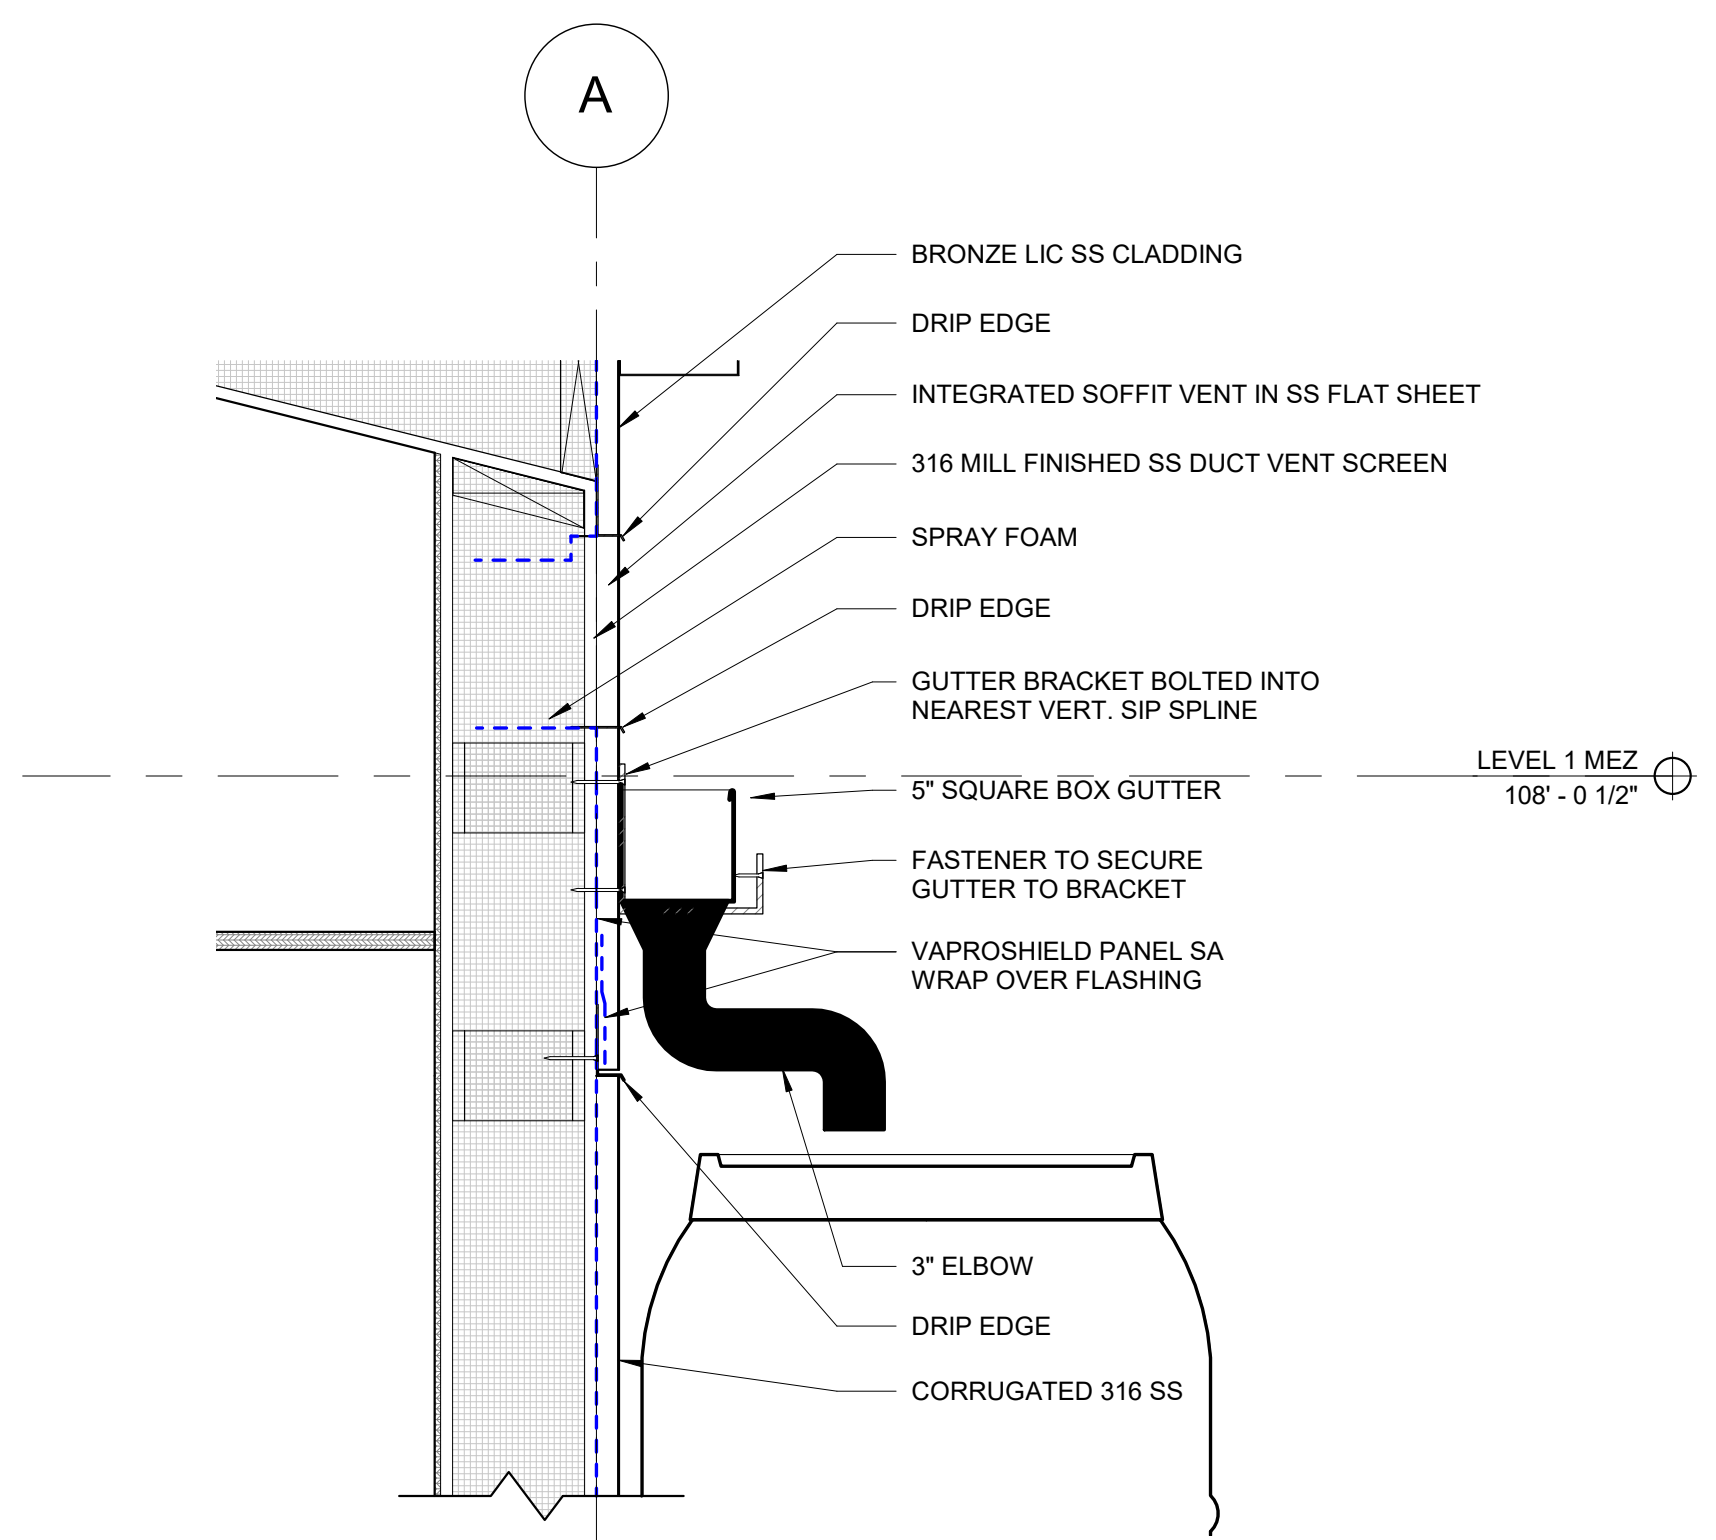 A
BRONZE LIC SS CLADDING
DRIP EDGE
INTEGRATED SOFFIT VENT IN SS FLAT SHEET
316 MILL FINISHED SS DUCT VENT SCREEN
SPRAY FOAM
DRIP EDGE
GUTTER BRACKET BOLTED INTO
NEAREST VERT. SIP SPLINE
LEVEL 1 MEZ
108' - 0 1/2"
5" SQUARE BOX GUTTER
FASTENER TO SECURE
GUTTER TO BRACKET
VAPROSHIELD PANEL SA
WRAP OVER FLASHING
3" ELBOW
DRIP EDGE
CORRUGATED 316 SS